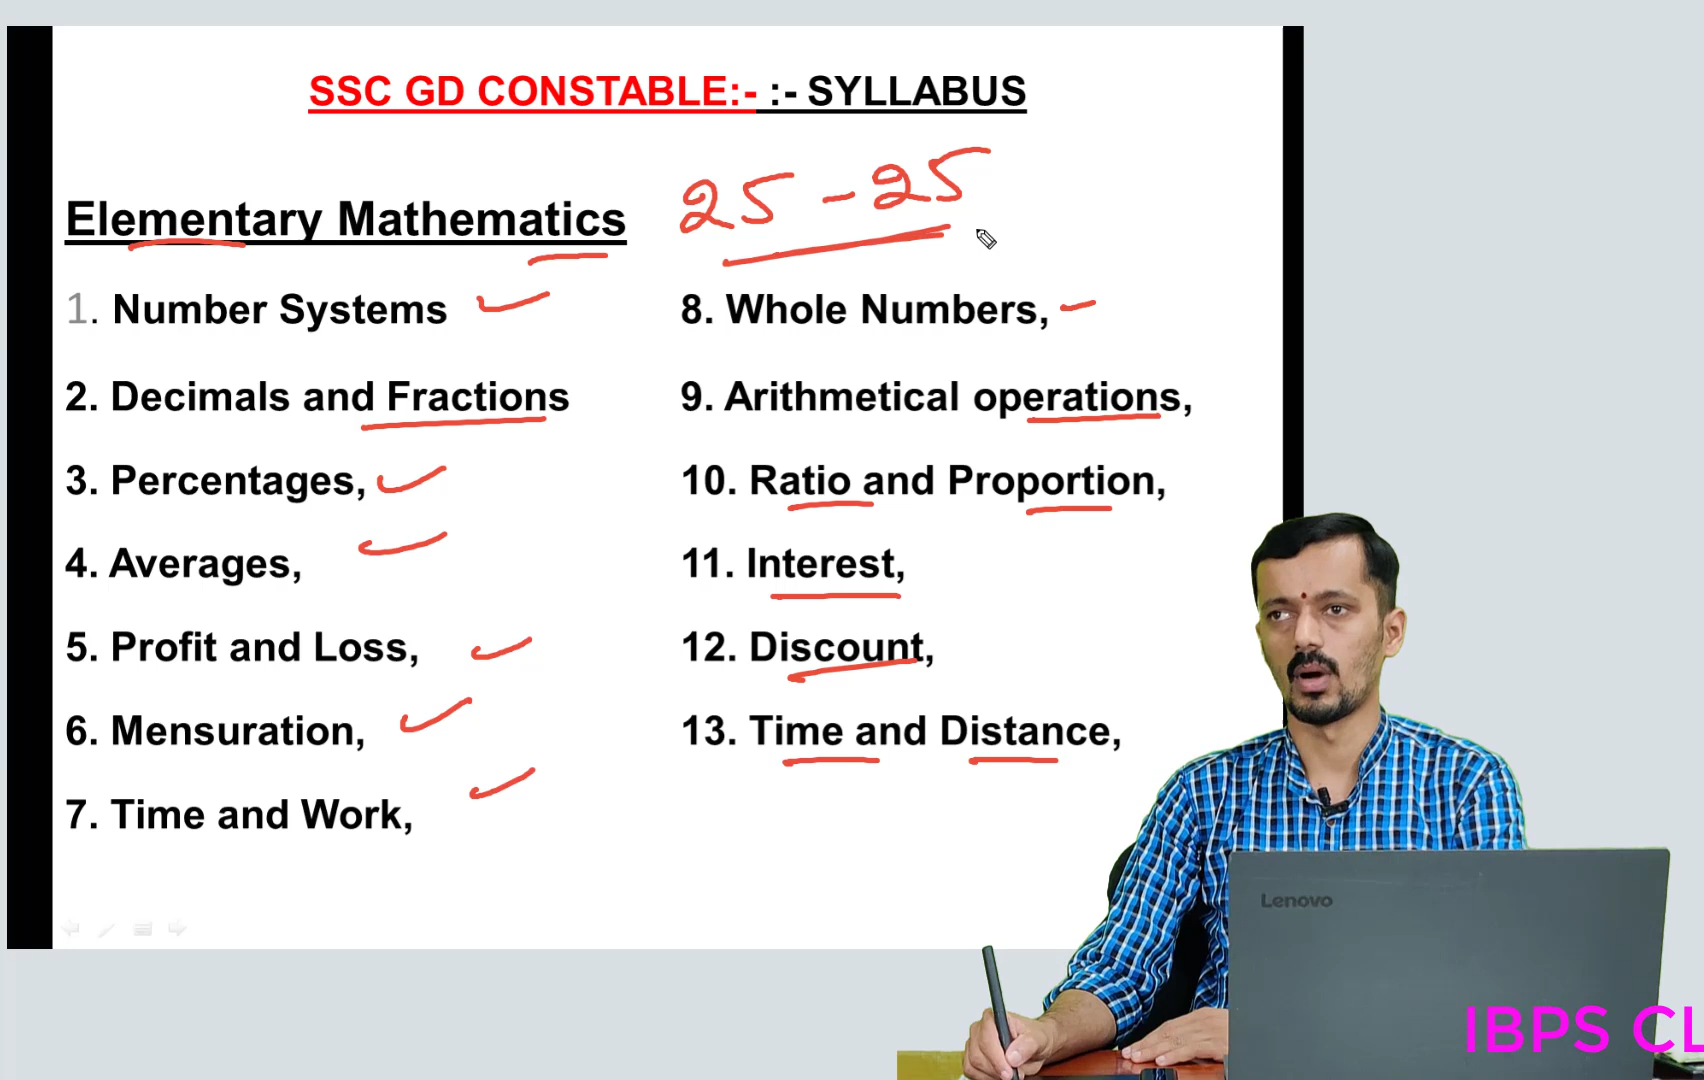 SSC GD CONSTABLE:- :- SYLLABUS
Elementary Mathematics
25 - 25
1. Number Systems
2. Decimals and Fractions
3. Percentages,
4. Averages,
5. Profit and Loss,
6. Mensuration,
7. Time and Work,
8. Whole Numbers,
9. Arithmetical operations,
10. Ratio and Proportion,
11. Interest,
12. Discount,
13. Time and Distance,
Lenovo
IBPS CL